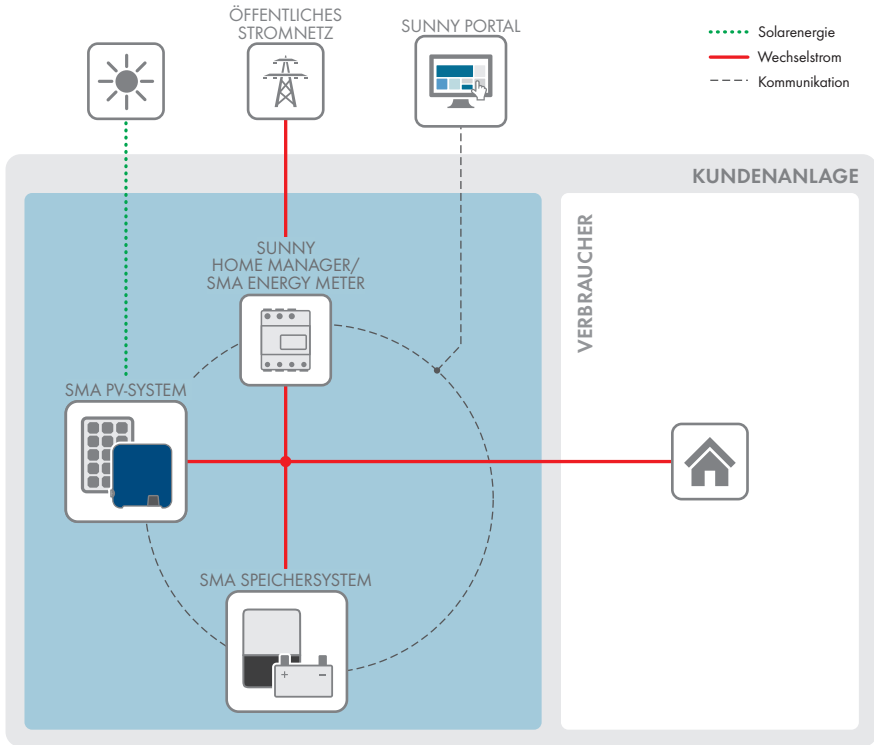 ÖFFENTLICHES
STROMNETZ
SUNNY PORTAL
Solarenergie
Wechselstrom
Kommunikation
KUNDENANLAGE
VERBRAUCHER
SUNNY
HOME MANAGER/
SMA ENERGY METER
SMA PV-SYSTEM
SMA SPEICHERSYSTEM
+ −